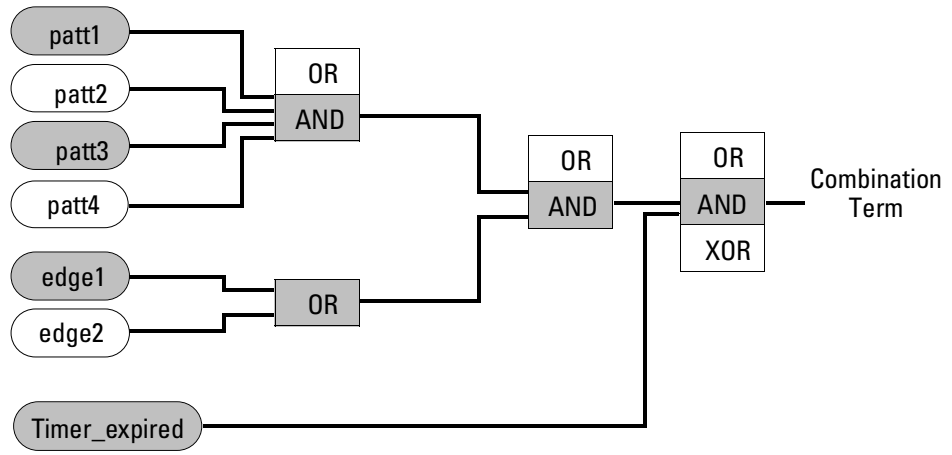 patt1
patt2
patt3
patt4
OR
AND
edge1
edge2
OR
OR
AND
OR
AND
XOR
Combination
Term
Timer_expired